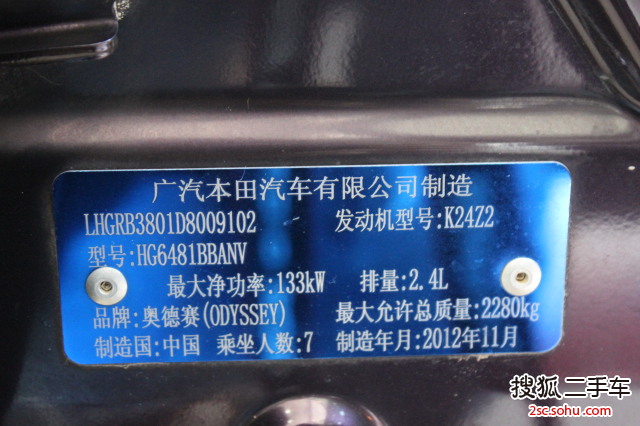 广汽本田汽车有限公司制造
LHGRB3801D8009102 发动机型号:K24Z2
型号:HG6481BBANV
最大净功率:133kW 排量:2.4L
品牌:奥德赛(ODYSSEY) 最大允许总质量:2280kg
制造国:中国 乘坐人数:7 制造年月:2012年11月
搜狐 二手车
2sc.sohu.com